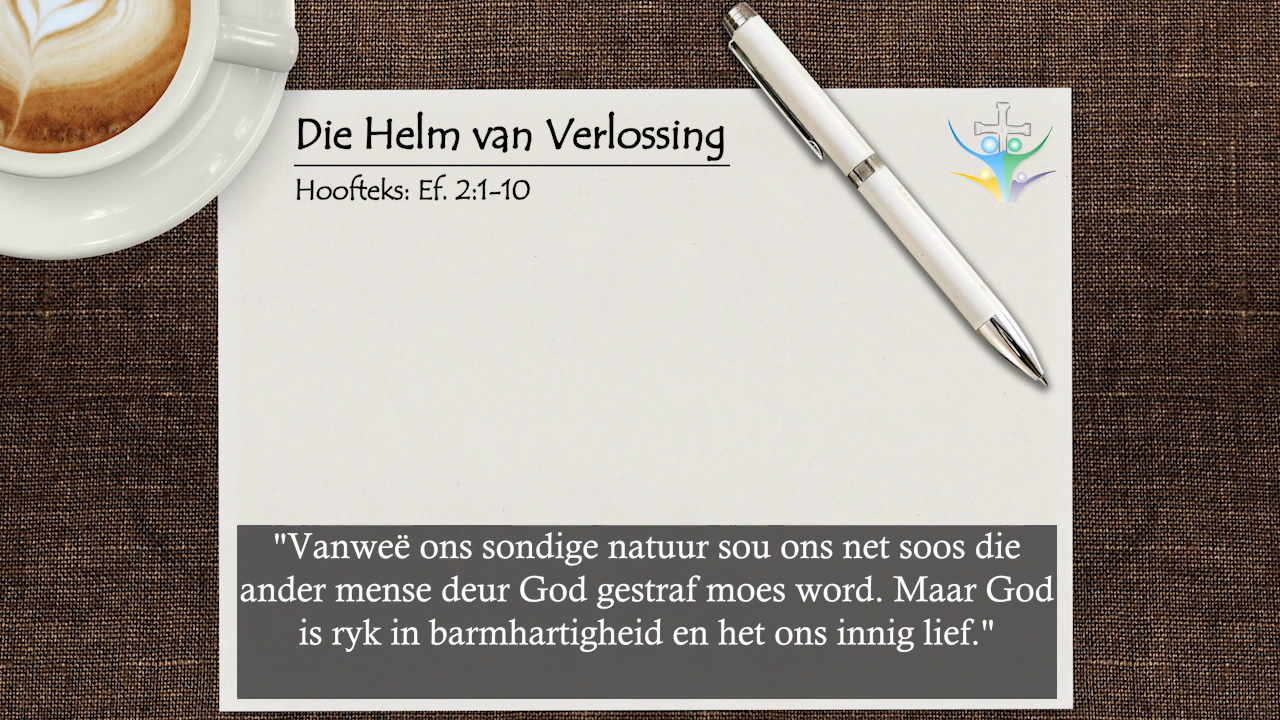 Die Helm van Verlossing
Hoofteks: Ef. 2:1-10
"Vanweë ons sondige natuur sou ons net soos die
ander mense deur God gestraf moes word. Maar God
is ryk in barmhartigheid en het ons innig lief."